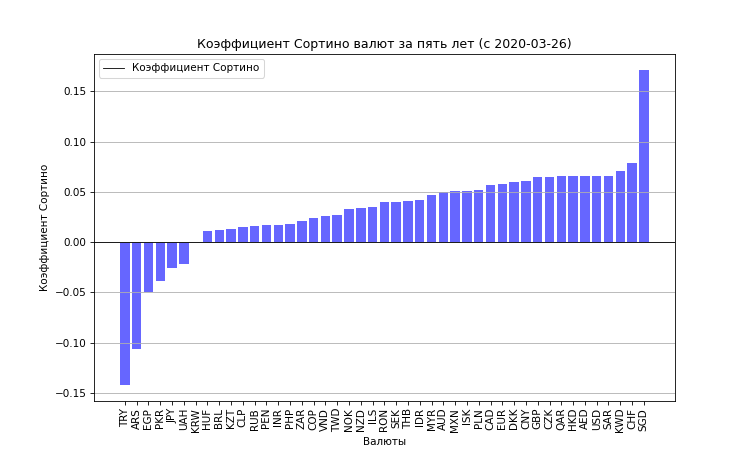 Коэффициент Сортино валют за пять лет (с 2020-03-26)
Коэффициент Сортино
0.15
0.10
0.05
0.00
−0.05
−0.10
−0.15
Коэффициент Сортино
TRY
ARS
EGP
PKR
JPY
UAH
KRW
HUF
BRL
KZT
CLP
RUB
PEN
INR
PHP
ZAR
COP
VND
TWD
NOK
NZD
ILS
RON
SEK
THB
IDR
MYR
AUD
MXN
ISK
PLN
CAD
EUR
DKK
CNY
GBP
CZK
QAR
HKD
AED
USD
SAR
KWD
CHF
SGD
Валюты